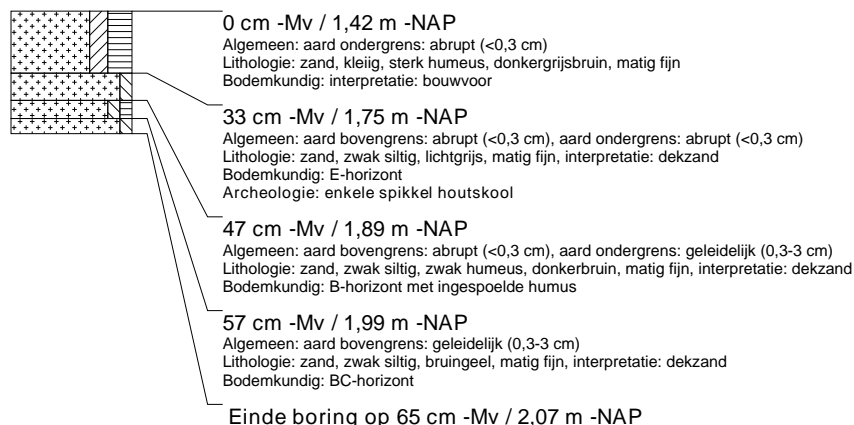 0 cm -Mv / 1,42 m -NAP
Algemeen: aard ondergrens: abrupt (<0,3 cm)
Lithologie: zand, kleiig, sterk humeus, donkergrijsbruin, matig fijn
Bodemkundig: interpretatie: bouwvoor
33 cm -Mv / 1,75 m -NAP
Algemeen: aard bovengrens: abrupt (<0,3 cm), aard ondergrens: abrupt (<0,3 cm)
Lithologie: zand, zwak siltig, lichtgrijs, matig fijn, interpretatie: dekzand
Bodemkundig: E-horizont
Archeologie: enkele spikkel houtskool
47 cm -Mv / 1,89 m -NAP
Algemeen: aard bovengrens: abrupt (<0,3 cm), aard ondergrens: geleidelijk (0,3-3 cm)
Lithologie: zand, zwak siltig, zwak humeus, donkerbruin, matig fijn, interpretatie: dekzand
Bodemkundig: B-horizont met ingespoelde humus
57 cm -Mv / 1,99 m -NAP
Algemeen: aard bovengrens: geleidelijk (0,3-3 cm)
Lithologie: zand, zwak siltig, bruingeel, matig fijn, interpretatie: dekzand
Bodemkundig: BC-horizont
Einde boring op 65 cm -Mv / 2,07 m -NAP